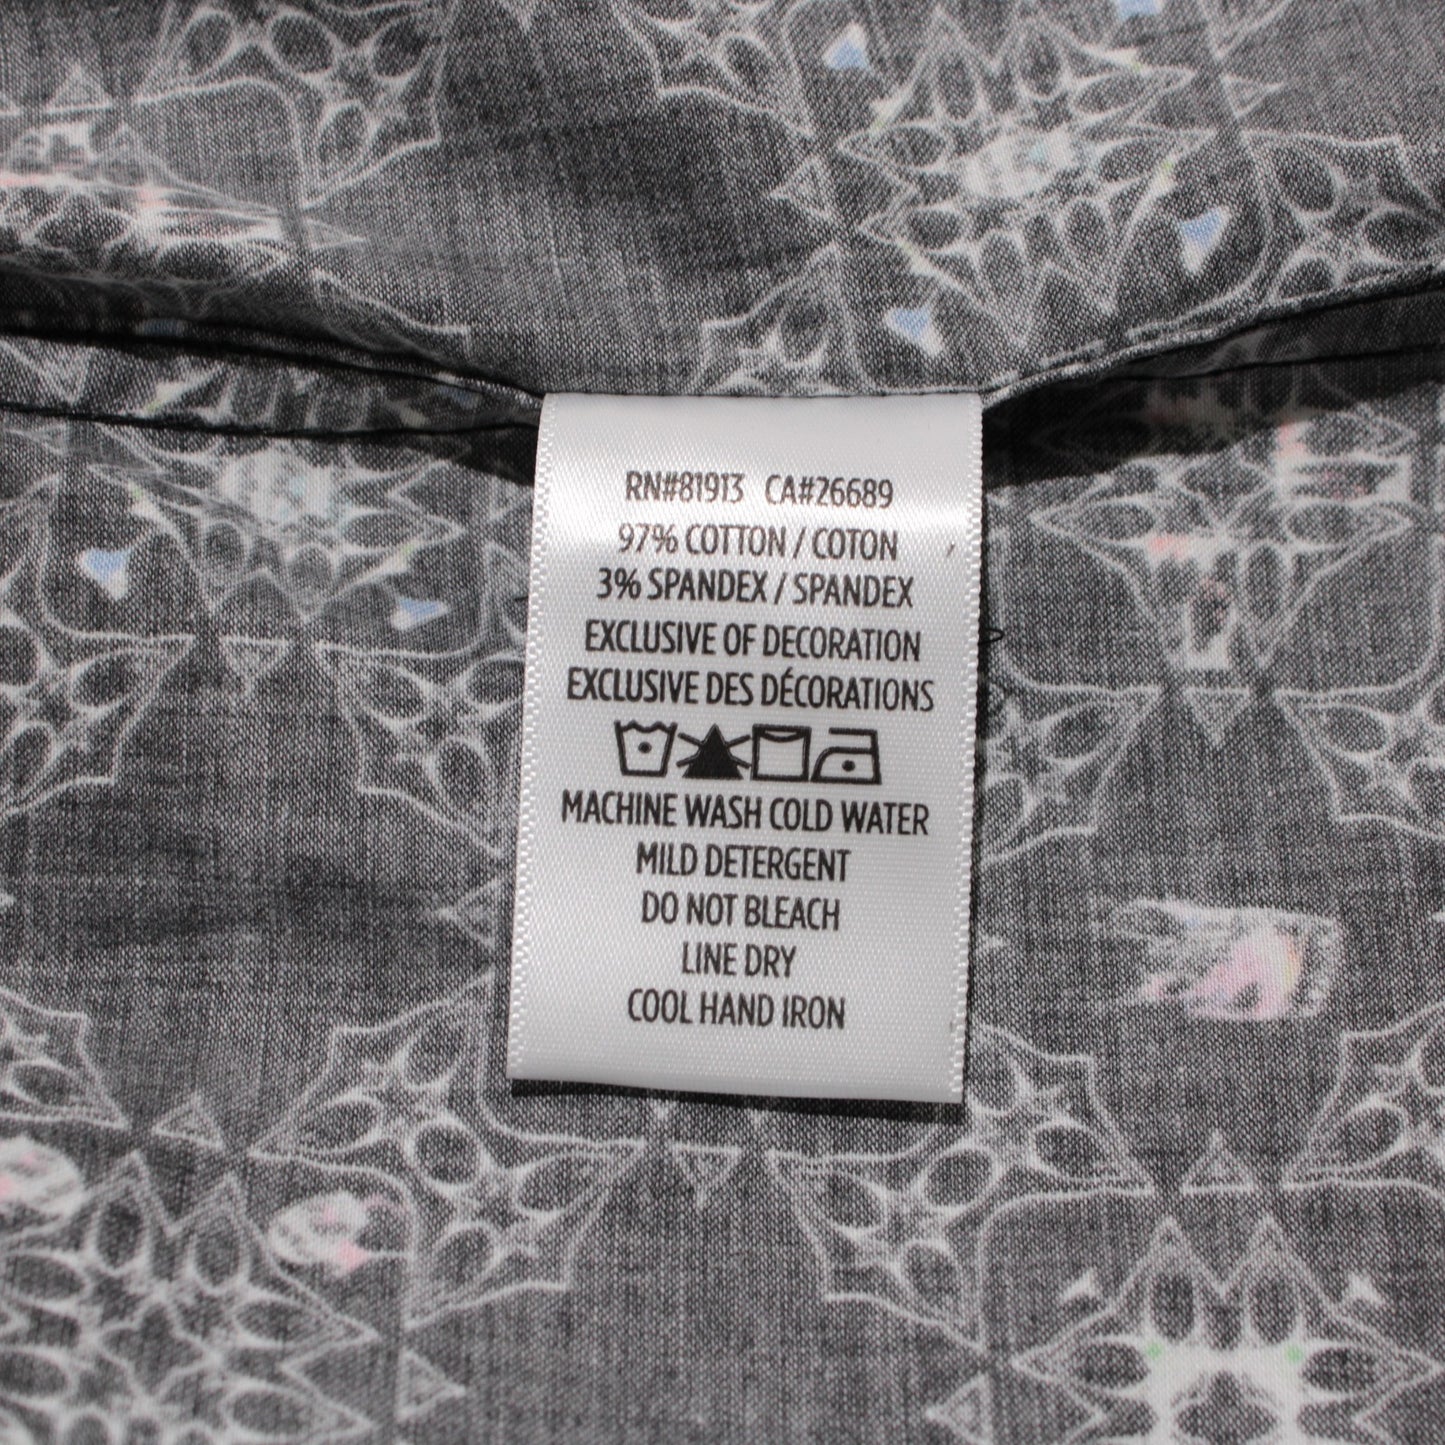 RN#81913 CA#26689
97% COTTON / COTON
3% SPANDEX / SPANDEX
EXCLUSIVE OF DECORATION
EXCLUSIVE DES DÉCORATIONS
MACHINE WASH COLD WATER
MILD DETERGENT
DO NOT BLEACH
LINE DRY
COOL HAND IRON